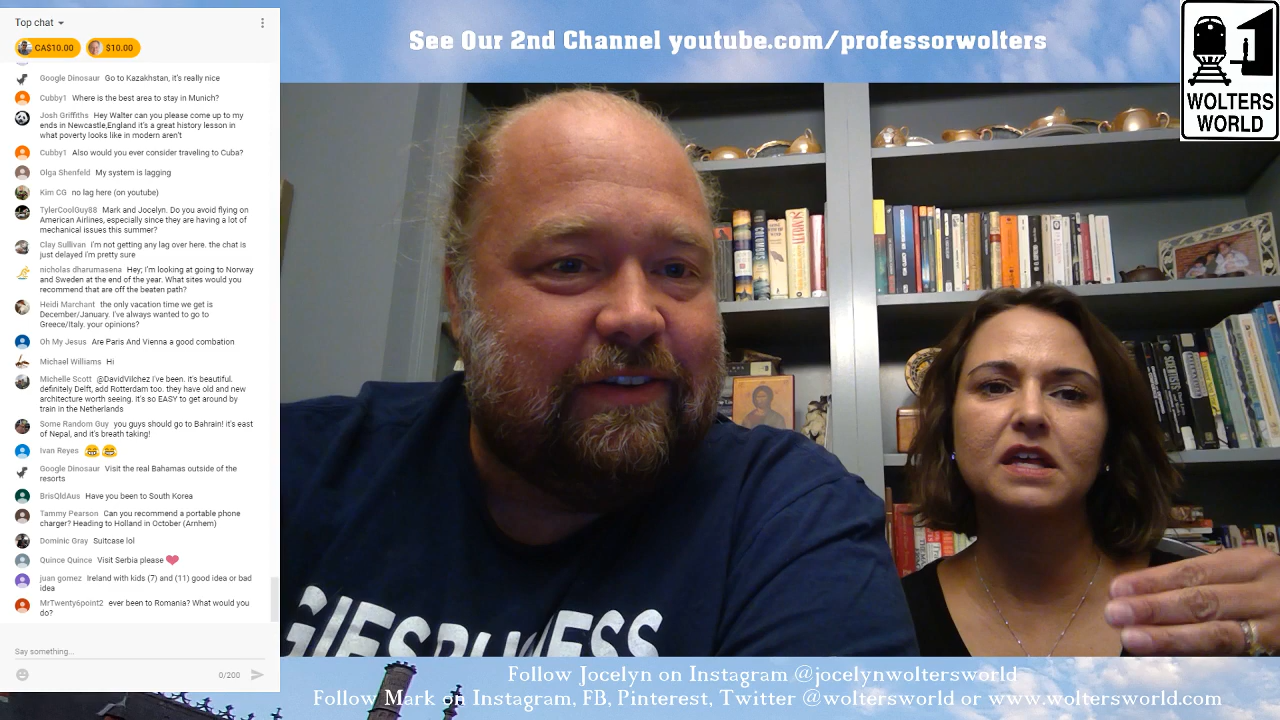 Top chat
CA$10.00 $10.00
Google Dinosaur Go to Kazakhstan, it's really nice
Cubby1 Where is the best area to stay in Munich?
Josh Griffiths Hey Walter can you please come up to my
ends in Newcastle,England it's a great history lesson in
what poverty looks like in modern aren't
Cubby1 Also would you ever consider traveling to Cuba?
Olga Shenfeld My system is lagging
Kim CG no lag here (on youtube)
TylerCoolGuy88 Mark and Jocelyn. Do you avoid flying on
American Airlines, especially since they are having a lot of
mechanical issues this summer?
Clay Sullivan i'm not getting any lag over here. the chat is
just delayed i'm pretty sure
nicholas dharumasena Hey, I'm looking at going to Norway
and Sweden at the end of the year. What sites would you
recommend that are off the beaten path?
Heidi Marchant the only vacation time we get is
December/January. I've always wanted to go to
Greece/Italy. your opinions?
Oh My Jesus Are Paris And Vienna a good combation
Michael Williams Hi
Michelle Scott @DavidVilchez I've been. It's beautiful.
definitely Delft, add Rotterdam too. they have old and new
architecture worth seeing. it's so EASY to get around by
train in the Netherlands
Some Random Guy you guys should go to Bahrain! it's east
of Nepal, and it's breath taking!
Ivan Reyes 😂😂
Google Dinosaur Visit the real Bahamas outside of the
resorts
BrisQldAus Have you been to South Korea
Tammy Pearson Can you recommend a portable phone
charger? Heading to Holland in October (Arnhem)
Dominic Gray Suitcase lol
Quince Quince Visit Serbia please ❤
juan gomez Ireland with kids (7) and (11) good idea or bad
idea
MrTwenty6point2 ever been to Romania? What would you
do?
Say something...
0/200
See Our 2nd Channel youtube.com/professorwolters
WOLTERS
WORLD
GIESBUSINESS
Follow Jocelyn on Instagram @jocelynwoltersworld
Follow Mark on Instagram, FB, Pinterest, Twitter @woltersworld or www.woltersworld.com